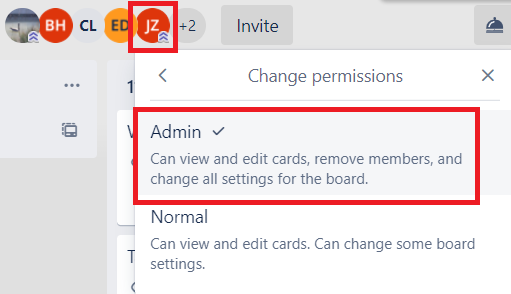 BH CL ED JZ +2 Invite
Change permissions
Admin
Can view and edit cards, remove members, and
change all settings for the board.
Normal
Can view and edit cards. Can change some board
settings.